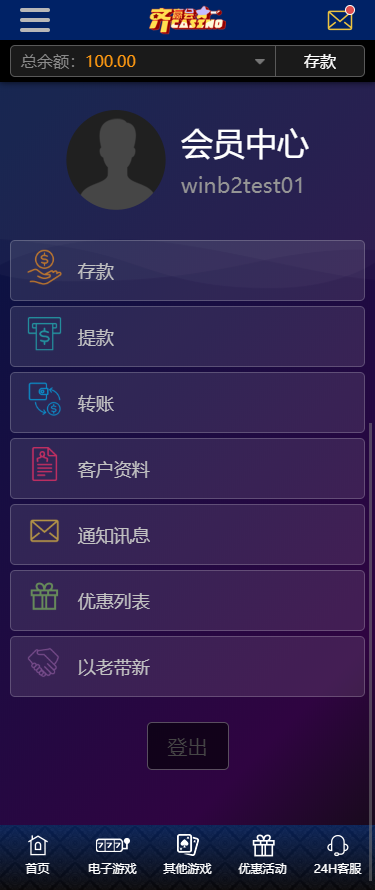 齐赢会
CASINO
总余额: 100.00
存款
会员中心
winb2test01
存款
提款
转账
客户资料
通知讯息
优惠列表
以老带新
登出
首页
电子游戏
其他游戏
优惠活动
24H客服